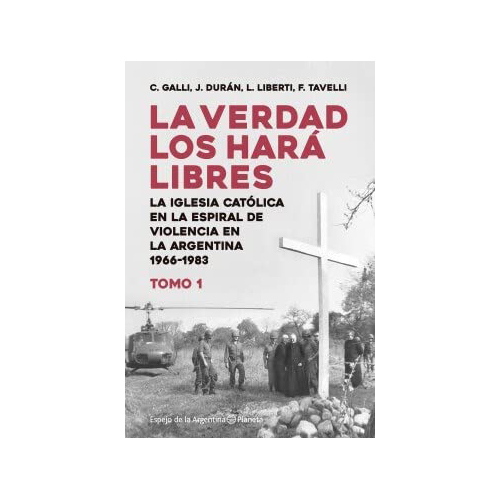 C. GALLI, J. DURÁN, L. LIBERTI, F. TAVELLI
LA VERDAD
LOS HARÁ
LIBRES
LA IGLESIA CATÓLICA
EN LA ESPIRAL DE
VIOLENCIA EN
LA ARGENTINA
1966-1983
TOMO 1
Espejo de la Argentina Planeta